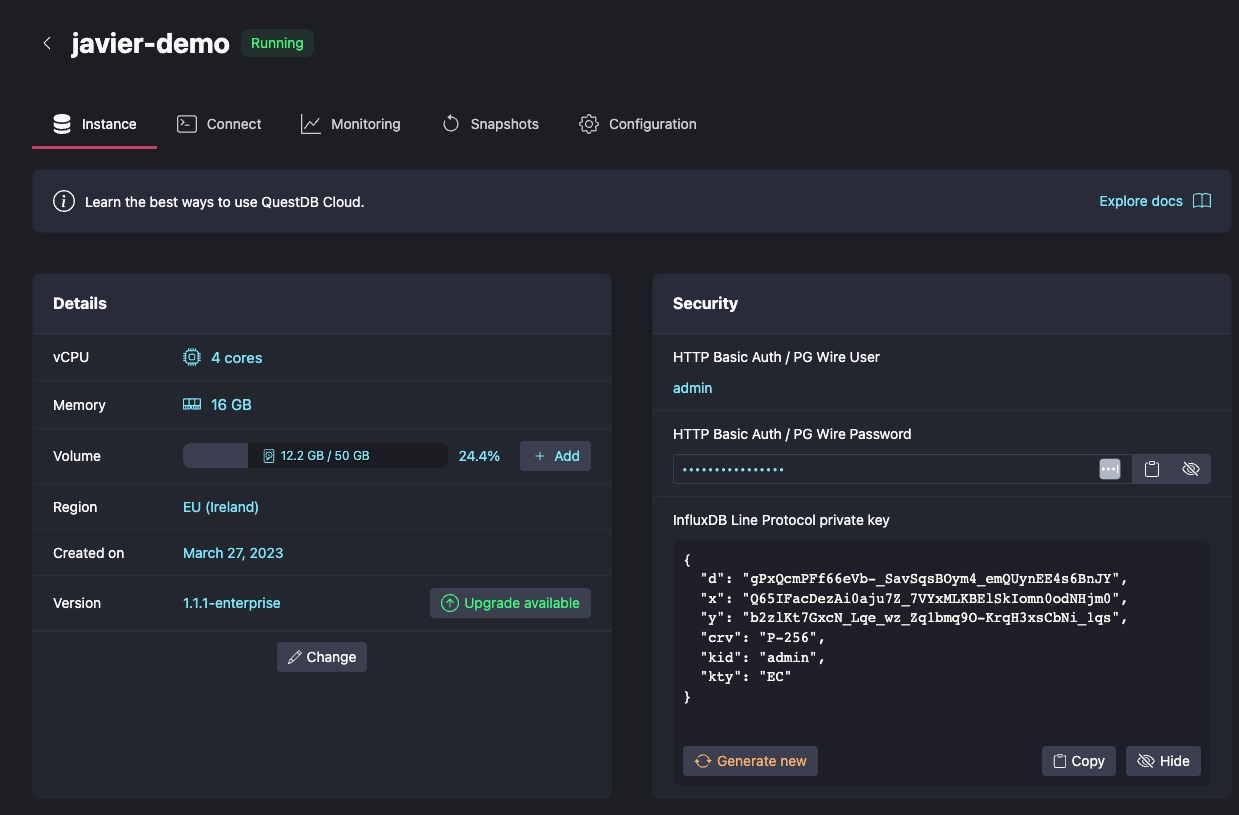 javier-demo Running
Instance Connect Monitoring Snapshots Configuration
Learn the best ways to use QuestDB Cloud. Explore docs
Details
vCPU 4 cores
Memory 16 GB
Volume 12.2 GB / 50 GB 24.4% + Add
Region EU (Ireland)
Created on March 27, 2023
Version 1.1.1-enterprise Upgrade available
Change
Security
HTTP Basic Auth / PG Wire User
admin
HTTP Basic Auth / PG Wire Password
••••••••••••••••
InfluxDB Line Protocol private key
{
"d": "gPxQcmPFf66eVb-_SavSqsBOym4_emQUynEE4s6BnJY",
"x": "Q65IFacDezAi0aju7Z_7VYxMLKBElSkIomn0odNHjm0",
"y": "b2zlKt7GxcN_Lqe_wz_Zq1bmq9O-KrqH3xsCbNi_1qs",
"crv": "P-256",
"kid": "admin",
"kty": "EC"
}
Generate new Copy Hide